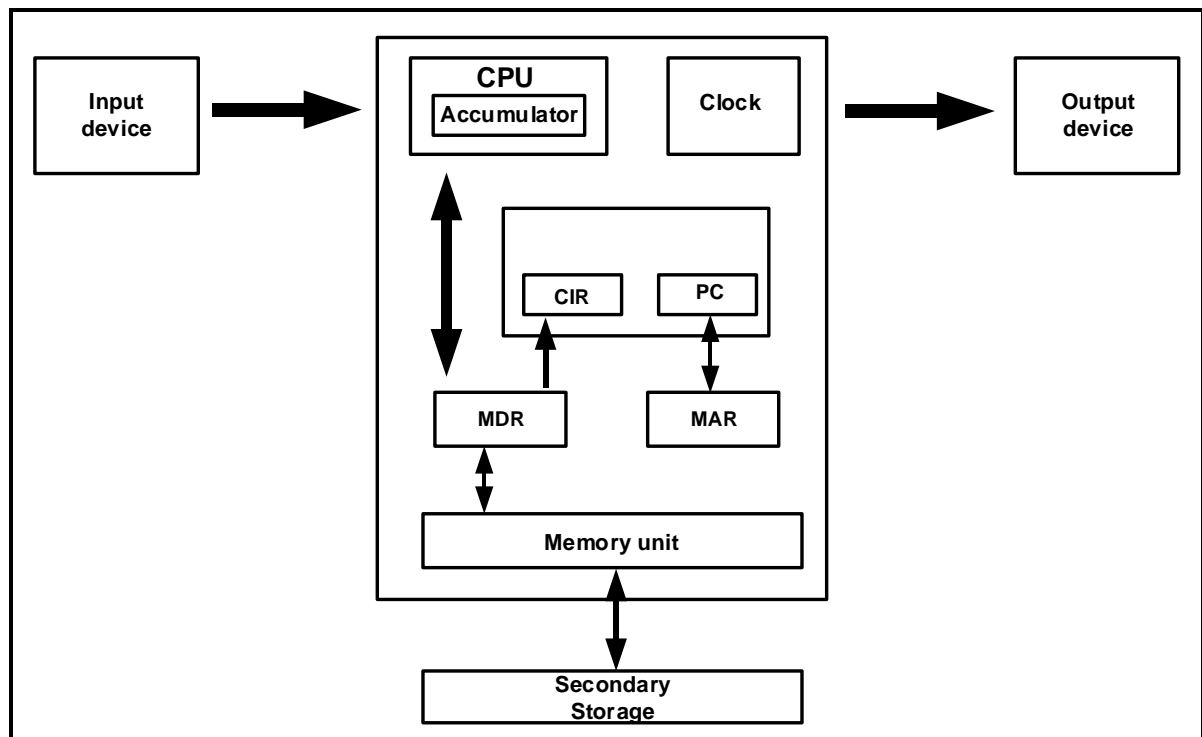 Input
device
CPU
Accumulator
Clock
Output
device
CIR
PC
MDR
MAR
Memory unit
Secondary
Storage